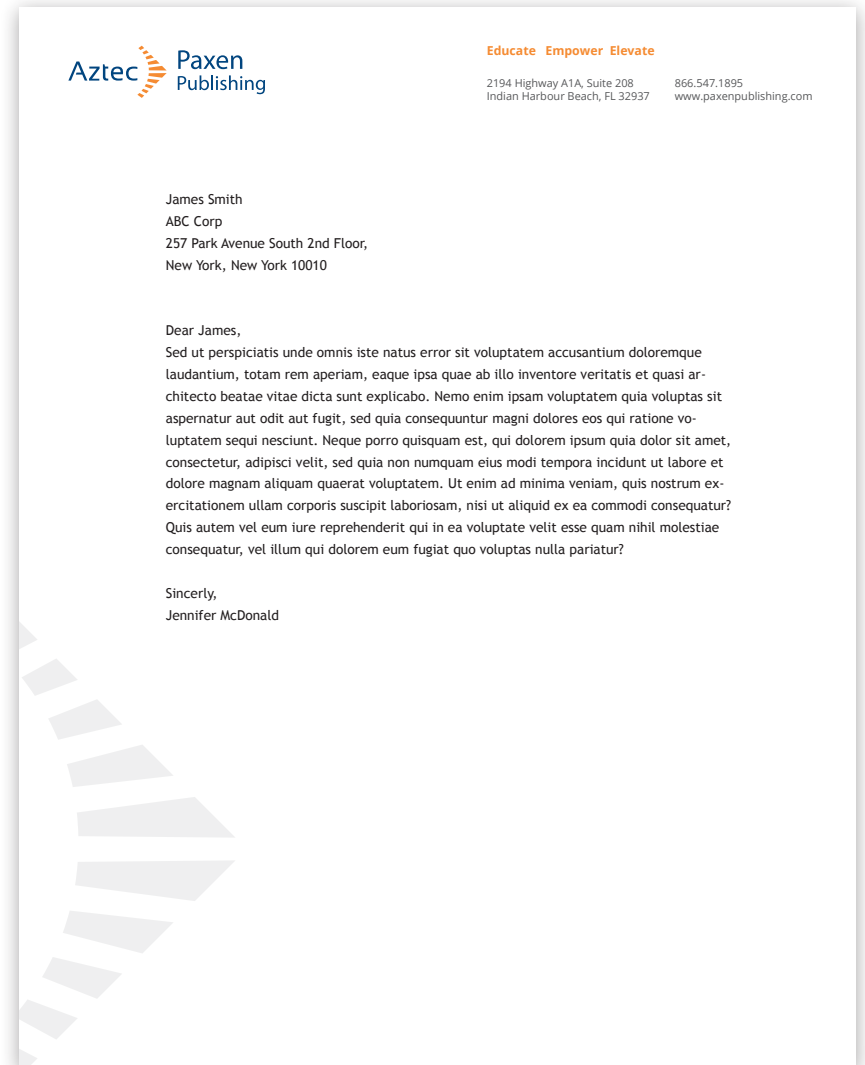 Aztec
Paxen
Publishing
Educate Empower Elevate
2194 Highway A1A, Suite 208
Indian Harbour Beach, FL 32937
866.547.1895
www.paxenpublishing.com
James Smith
ABC Corp
257 Park Avenue South 2nd Floor,
New York, New York 10010
Dear James,
Sed ut perspiciatis unde omnis iste natus error sit voluptatem accusantium doloremque
laudantium, totam rem aperiam, eaque ipsa quae ab illo inventore veritatis et quasi ar-
chitecto beatae vitae dicta sunt explicabo. Nemo enim ipsam voluptatem quia voluptas sit
aspernatur aut odit aut fugit, sed quia consequuntur magni dolores eos qui ratione vo-
luptatem sequi nesciunt. Neque porro quisquam est, qui dolorem ipsum quia dolor sit amet,
consectetur, adipisci velit, sed quia non numquam eius modi tempora incidunt ut labore et
dolore magnam aliquam quaerat voluptatem. Ut enim ad minima veniam, quis nostrum ex-
ercitationem ullam corporis suscipit laboriosam, nisi ut aliquid ex ea commodi consequatur?
Quis autem vel eum iure reprehenderit qui in ea voluptate velit esse quam nihil molestiae
consequatur, vel illum qui dolorem eum fugiat quo voluptas nulla pariatur?
Sincerly,
Jennifer McDonald